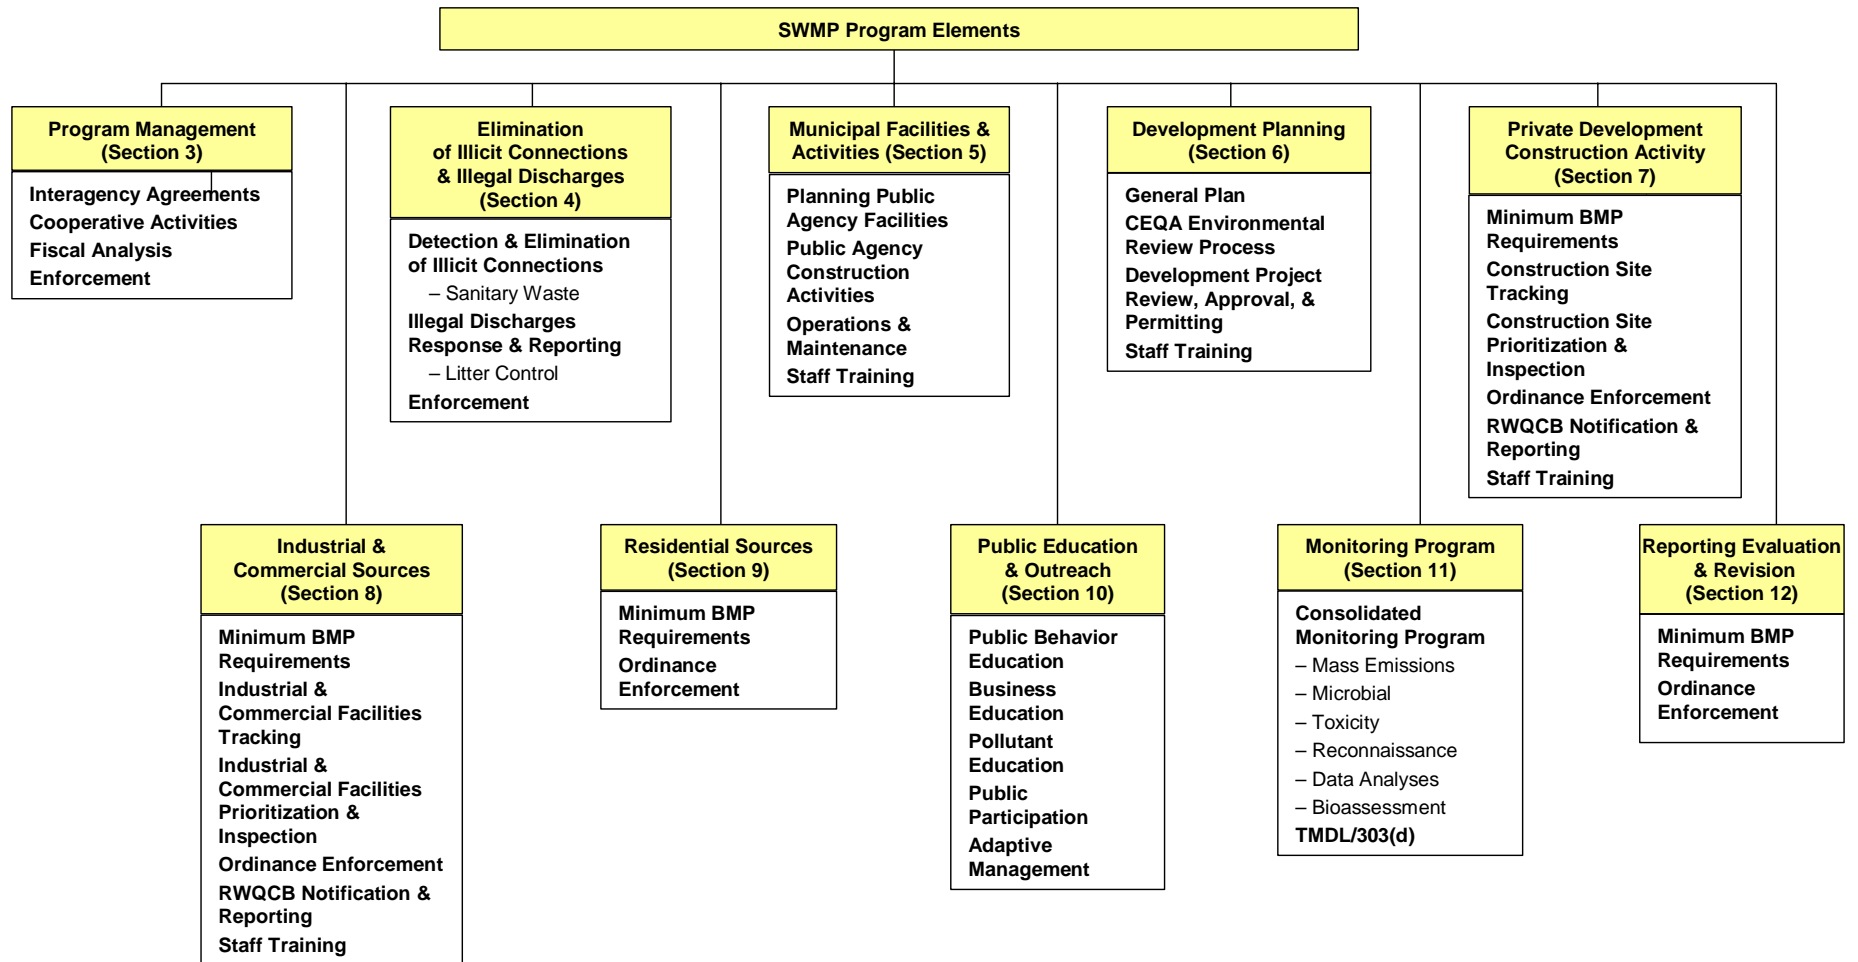 SWMP Program Elements
Program Management
(Section 3)
Interagency Agreements
Cooperative Activities
Fiscal Analysis
Enforcement
Elimination
of Illicit Connections
& Illegal Discharges
(Section 4)
Detection & Elimination
of Illicit Connections
– Sanitary Waste
Illegal Discharges
Response & Reporting
– Litter Control
Enforcement
Municipal Facilities &
Activities (Section 5)
Planning Public
Agency Facilities
Public Agency
Construction
Activities
Operations &
Maintenance
Staff Training
Development Planning
(Section 6)
General Plan
CEQA Environmental
Review Process
Development Project
Review, Approval, &
Permitting
Staff Training
Private Development
Construction Activity
(Section 7)
Minimum BMP
Requirements
Construction Site
Tracking
Construction Site
Prioritization &
Inspection
Ordinance Enforcement
RWQCB Notification &
Reporting
Staff Training
Industrial &
Commercial Sources
(Section 8)
Minimum BMP
Requirements
Industrial &
Commercial Facilities
Tracking
Industrial &
Commercial Facilities
Prioritization &
Inspection
Ordinance Enforcement
RWQCB Notification &
Reporting
Staff Training
Residential Sources
(Section 9)
Minimum BMP
Requirements
Ordinance
Enforcement
Public Education
& Outreach
(Section 10)
Public Behavior
Education
Business
Education
Pollutant
Education
Public
Participation
Adaptive
Management
Monitoring Program
(Section 11)
Consolidated
Monitoring Program
– Mass Emissions
– Microbial
– Toxicity
– Reconnaissance
– Data Analyses
– Bioassessment
TMDL/303(d)
Reporting Evaluation
& Revision
(Section 12)
Minimum BMP
Requirements
Ordinance
Enforcement